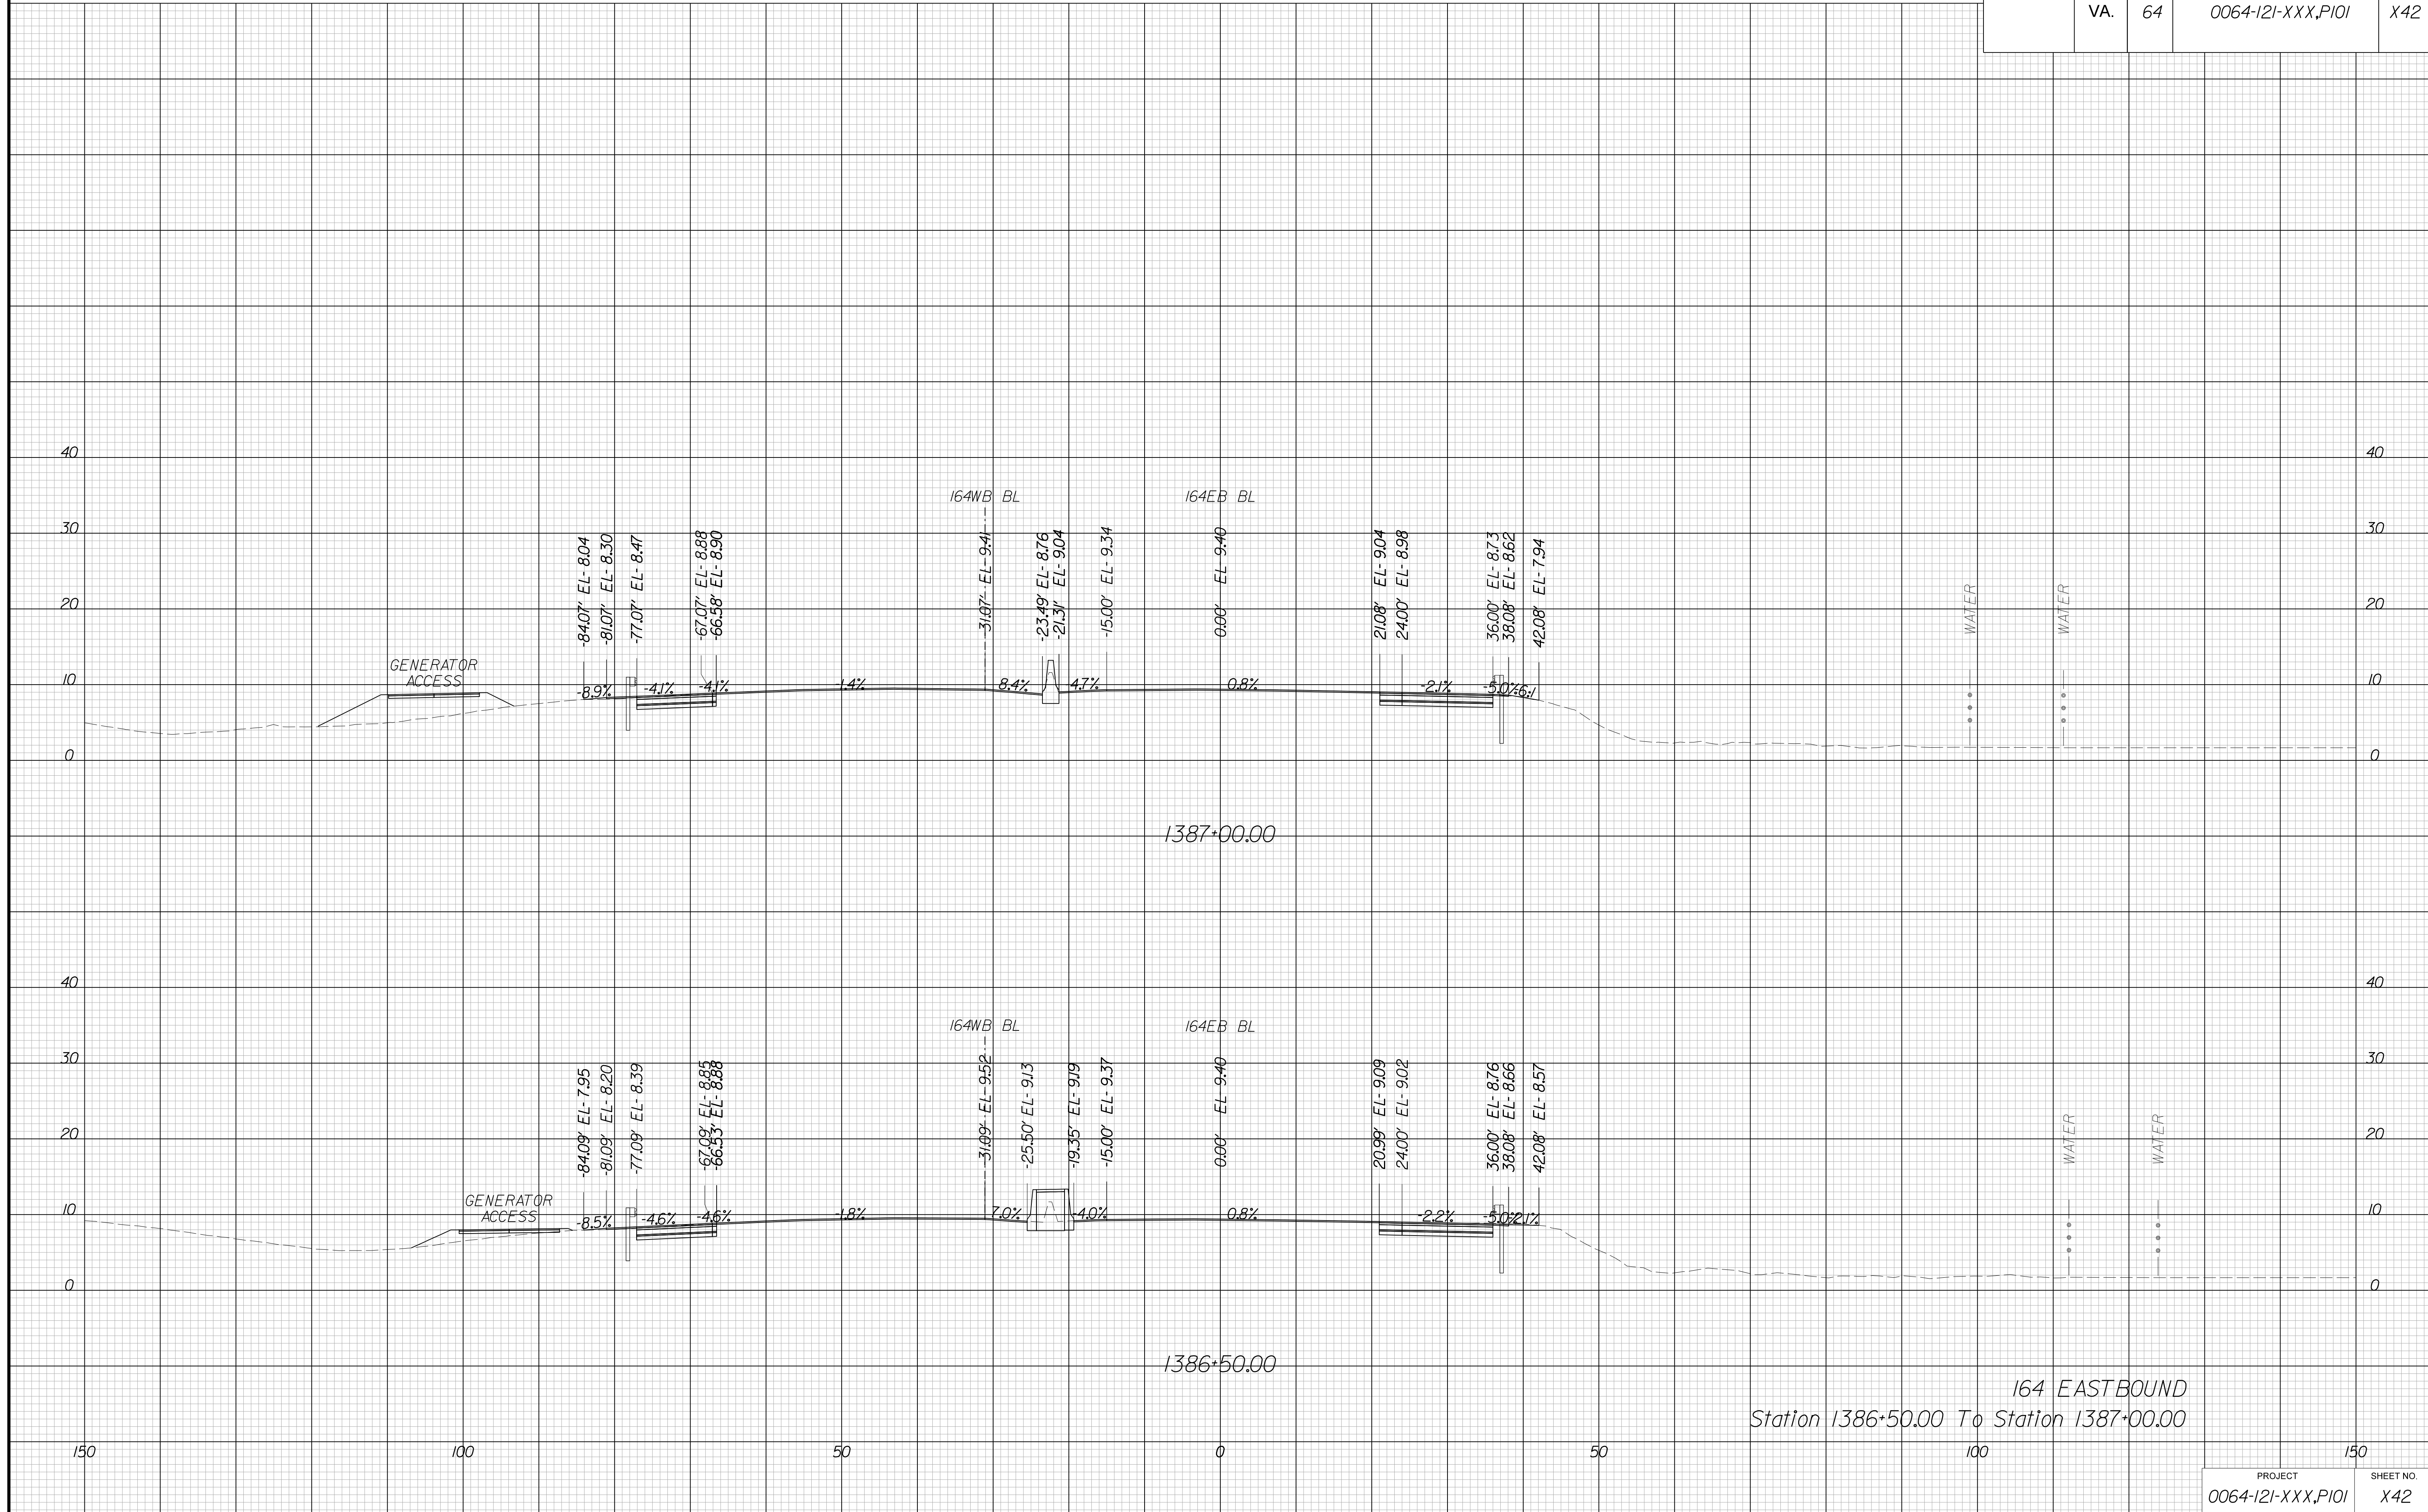 VA. 64 0064-121-XXX,P101 X42
40 40
164WB BL 164EB BL
30 30
-84.07' EL- 8.04
-81.07' EL- 8.30
-77.07' EL- 8.47
-67.07' EL- 8.88
-66.58' EL- 8.90
-31.07' EL- 9.41
-23.49' EL- 8.76
-21.31' EL- 9.04
-15.00' EL- 9.34
0.00' EL 9.40
21.08' EL- 9.04
24.00' EL- 8.98
36.00' EL- 8.73
38.08' EL- 8.62
42.08' EL- 7.94
WATER WATER
20 20
GENERATOR
ACCESS
10 10
-8.9% -4.1% -4.1% -1.4% 8.4% 4.7% 0.8% -2.1% -5.0% -6:1
0 0
1387+00.00
40 40
164WB BL 164EB BL
30 30
-84.09' EL- 7.95
-81.09' EL- 8.20
-77.09' EL- 8.39
-67.09' EL- 8.85
-66.53' EL- 8.88
-31.09' EL- 9.52
-25.50' EL- 9.13
-19.35' EL- 9.19
-15.00' EL- 9.37
0.00' EL 9.40
20.99' EL- 9.09
24.00' EL- 9.02
36.00' EL- 8.76
38.08' EL- 8.66
42.08' EL- 8.57
WATER WATER
20 20
GENERATOR
ACCESS
10 10
-8.5% -4.6% -4.6% -1.8% 7.0% -4.0% 0.8% -2.2% -5.0% -2.1%
0 0
1386+50.00
164 EASTBOUND
Station 1386+50.00 To Station 1387+00.00
150 100 50 0 50 100 150
PROJECT SHEET NO.
0064-121-XXX,P101 X42